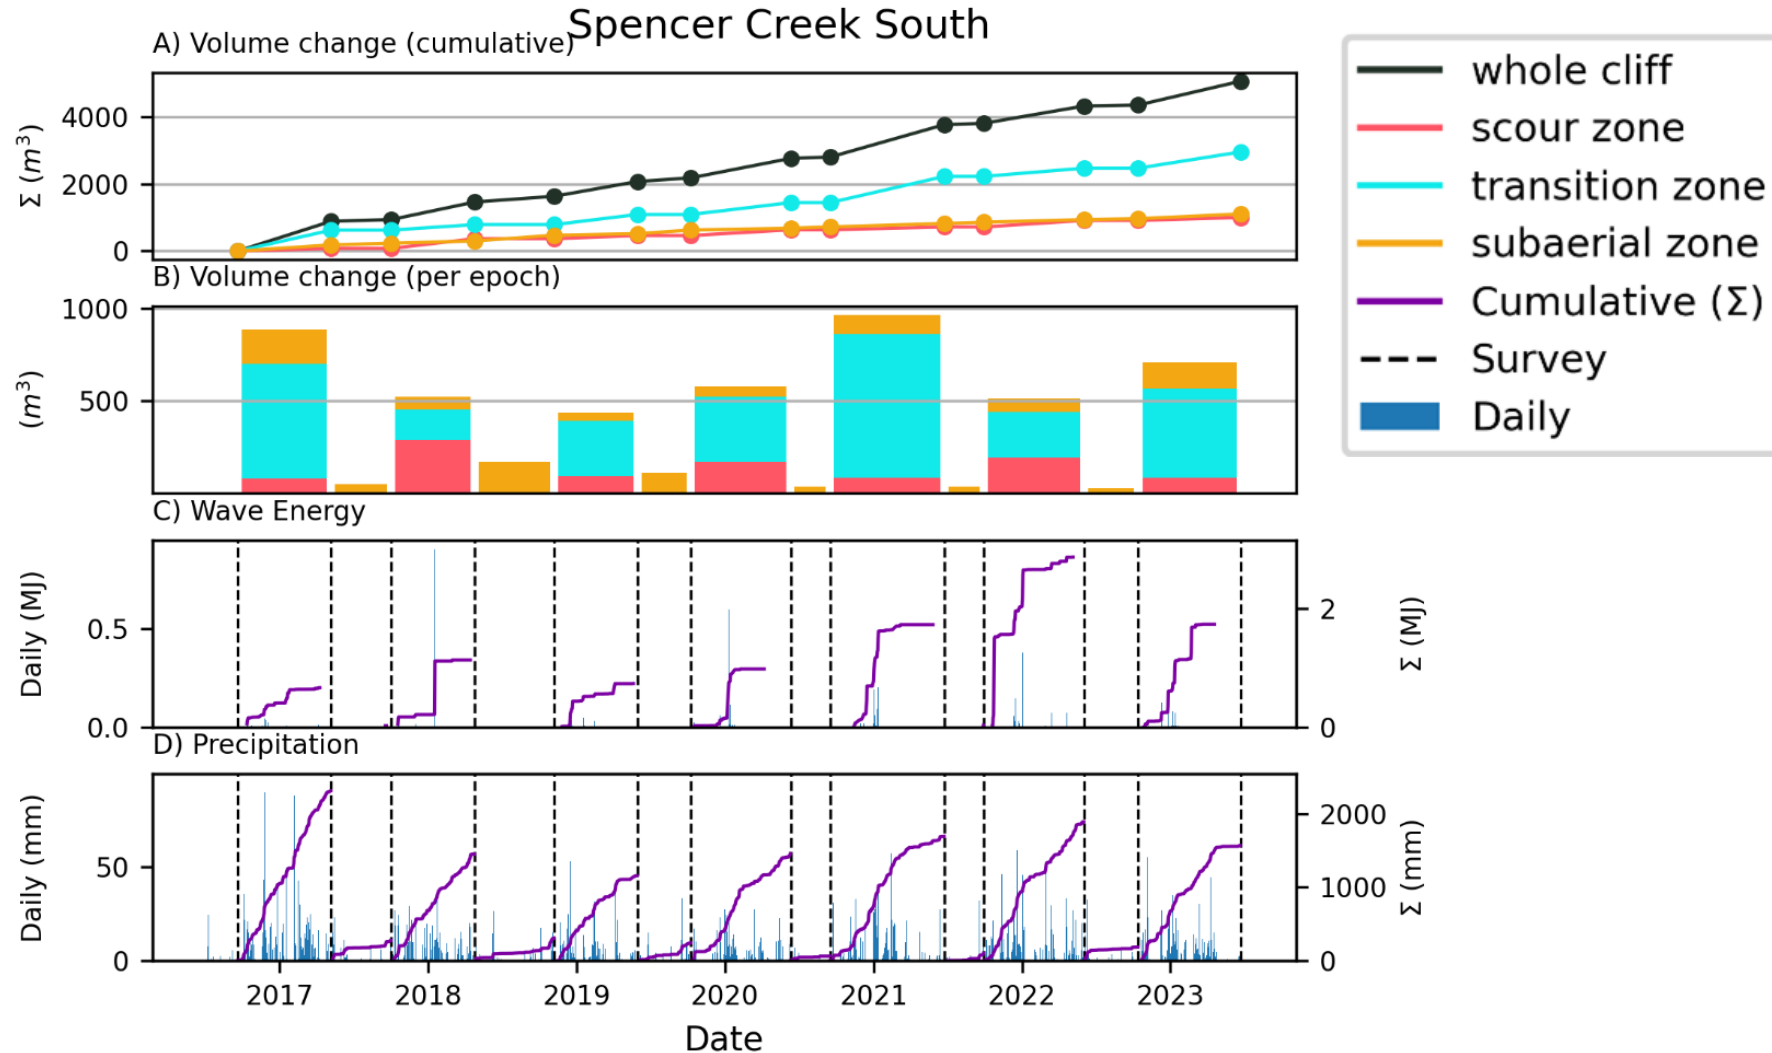 Spencer Creek South
A) Volume change (cumulative)
Σ (m³)
4000
2000
0
B) Volume change (per epoch)
(m³)
1000
500
C) Wave Energy
Daily (MJ)
0.5
0.0
2
0
Σ (MJ)
D) Precipitation
Daily (mm)
50
0
2000
1000
0
Σ (mm)
2017 2018 2019 2020 2021 2022 2023
Date
whole cliff
scour zone
transition zone
subaerial zone
Cumulative (Σ)
Survey
Daily